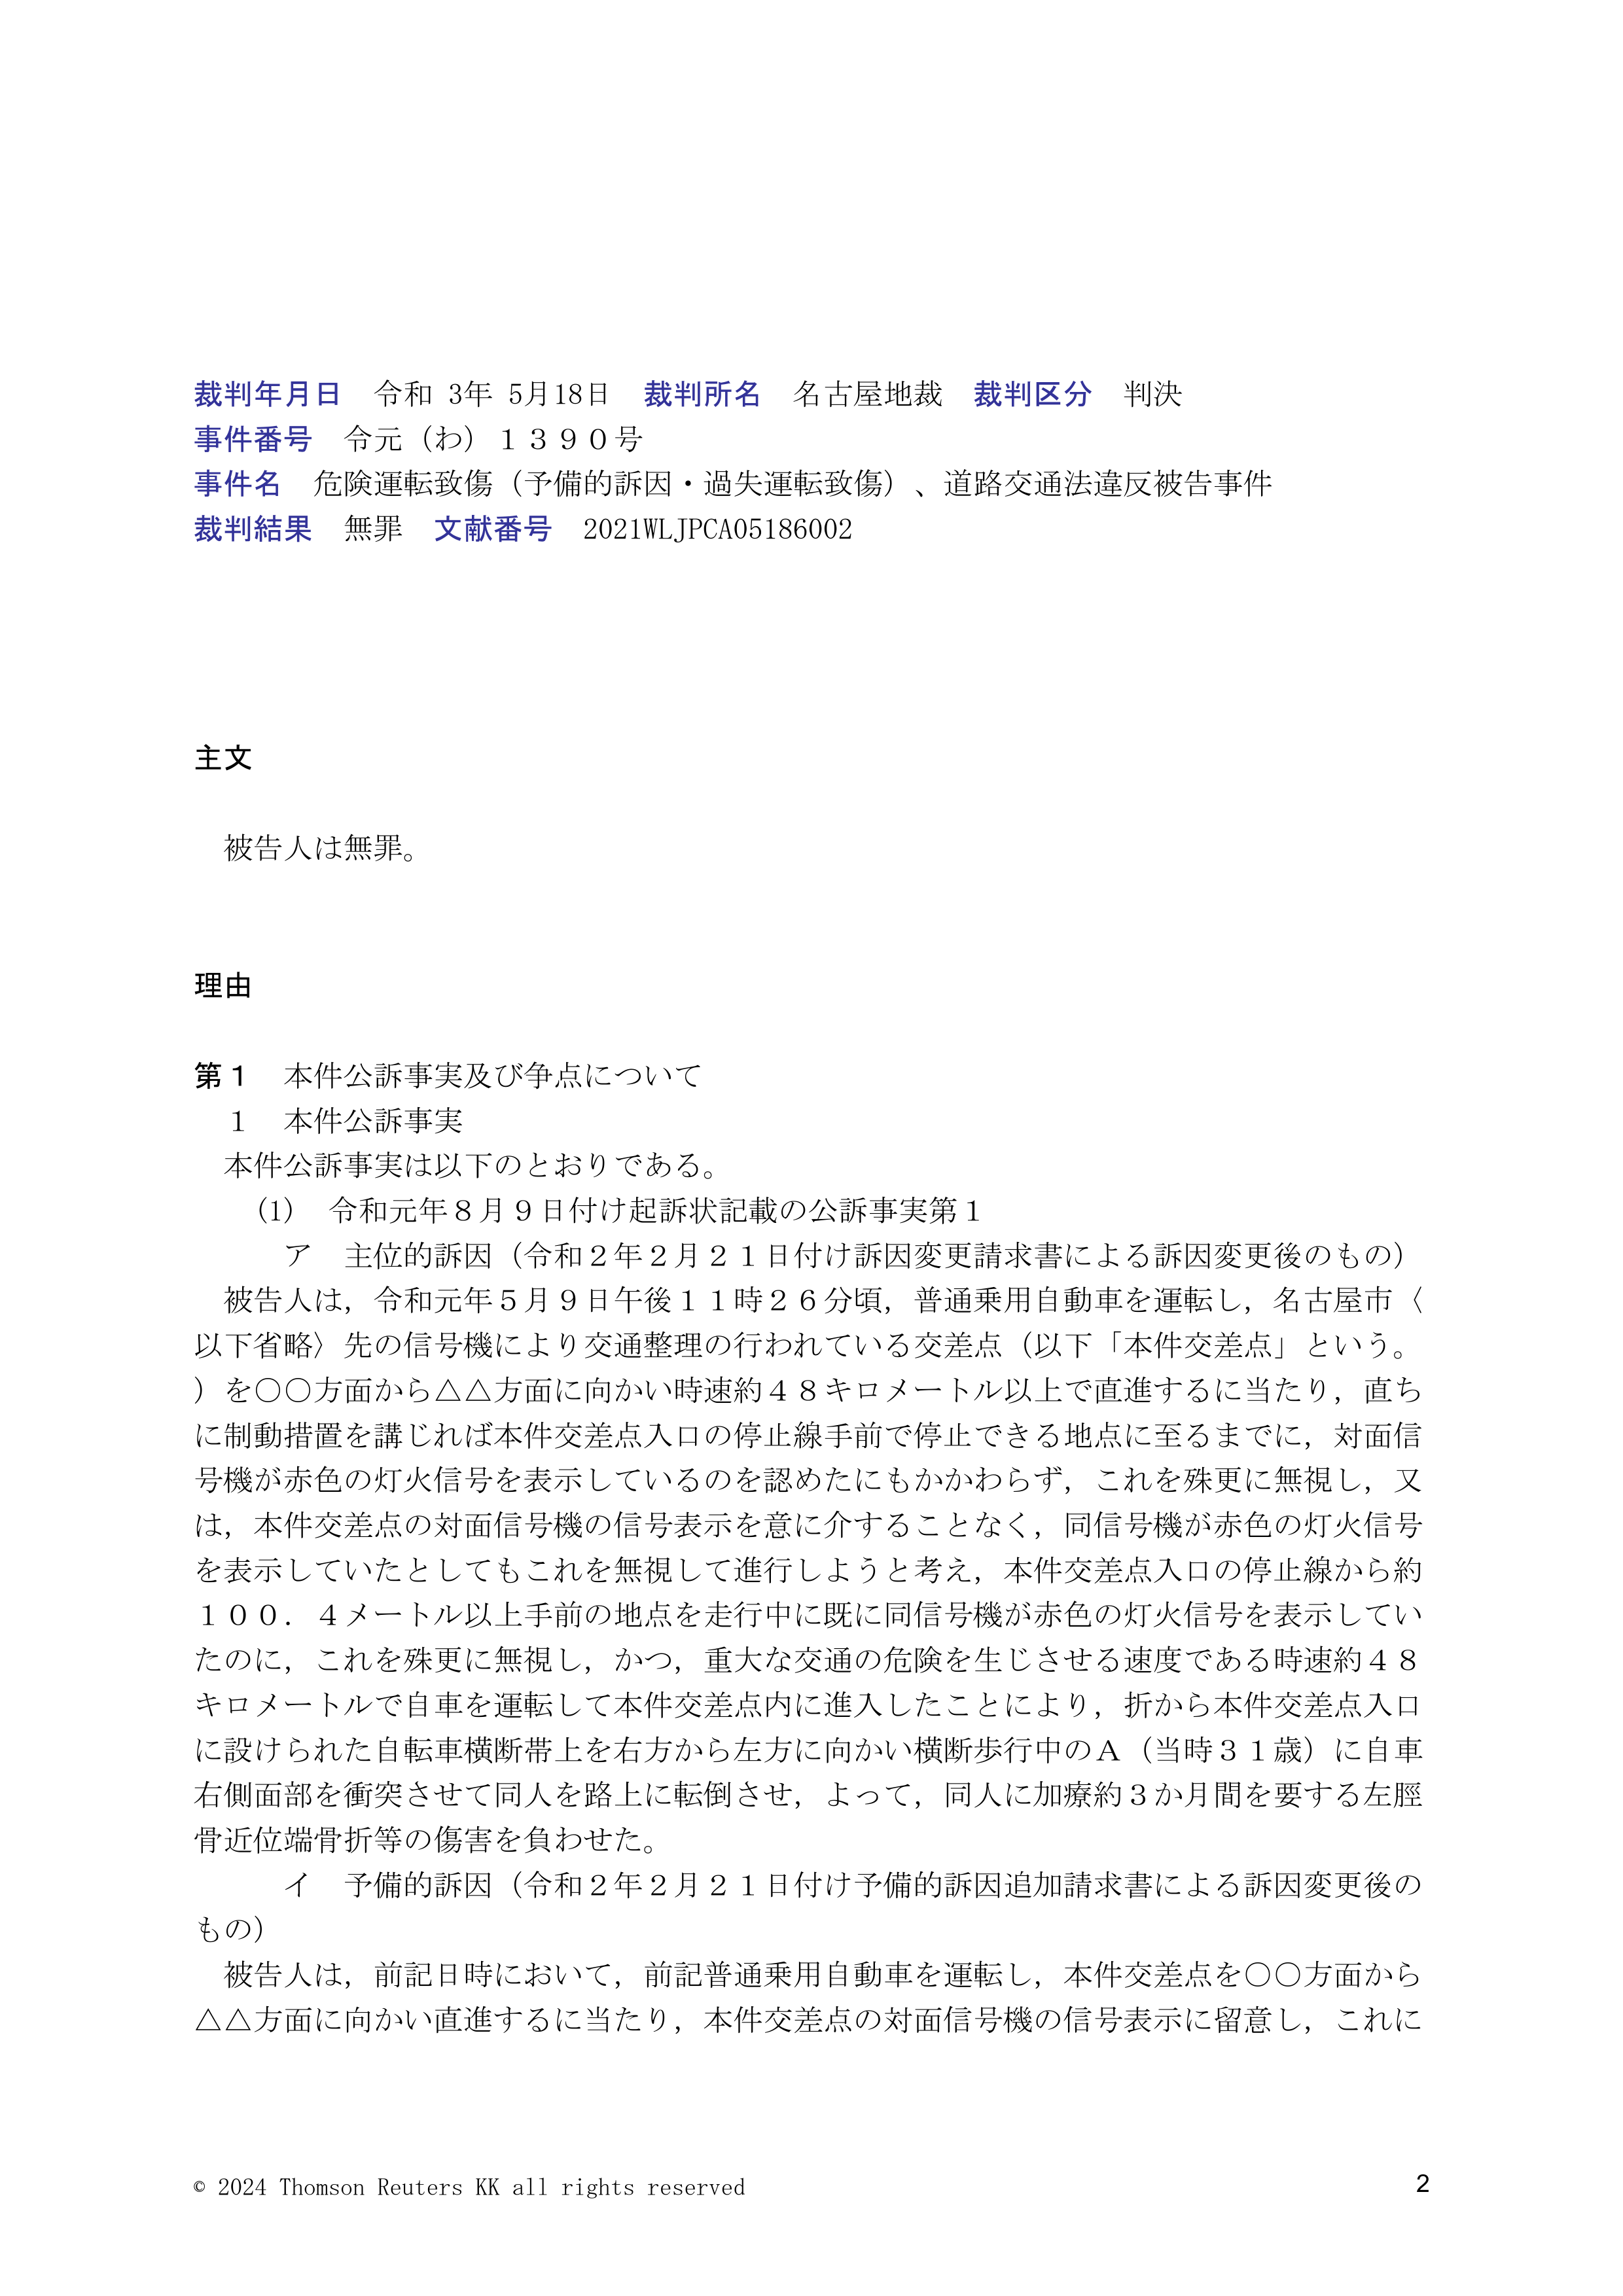 裁判年月日　令和 3年 5月18日　裁判所名　名古屋地裁　裁判区分　判決
事件番号　令元（わ）１３９０号
事件名　危険運転致傷（予備的訴因・過失運転致傷）、道路交通法違反被告事件
裁判結果　無罪　文献番号　2021WLJPCA05186002
主文
被告人は無罪。
理由
第１　本件公訴事実及び争点について
１　本件公訴事実
本件公訴事実は以下のとおりである。
(1)　令和元年８月９日付け起訴状記載の公訴事実第１
ア　主位的訴因（令和２年２月２１日付け訴因変更請求書による訴因変更後のもの）
被告人は，令和元年５月９日午後１１時２６分頃，普通乗用自動車を運転し，名古屋市〈
以下省略〉先の信号機により交通整理の行われている交差点（以下「本件交差点」という。
）を○○方面から△△方面に向かい時速約４８キロメートル以上で直進するに当たり，直ち
に制動措置を講じれば本件交差点入口の停止線手前で停止できる地点に至るまでに，対面信
号機が赤色の灯火信号を表示しているのを認めたにもかかわらず，これを殊更に無視し，又
は，本件交差点の対面信号機の信号表示を意に介することなく，同信号機が赤色の灯火信号
を表示していたとしてもこれを無視して進行しようと考え，本件交差点入口の停止線から約
１００．４メートル以上手前の地点を走行中に既に同信号機が赤色の灯火信号を表示してい
たのに，これを殊更に無視し，かつ，重大な交通の危険を生じさせる速度である時速約４８
キロメートルで自車を運転して本件交差点内に進入したことにより，折から本件交差点入口
に設けられた自転車横断帯上を右方から左方に向かい横断歩行中のＡ（当時３１歳）に自車
右側面部を衝突させて同人を路上に転倒させ，よって，同人に加療約３か月間を要する左脛
骨近位端骨折等の傷害を負わせた。
イ　予備的訴因（令和２年２月２１日付け予備的訴因追加請求書による訴因変更後の
もの）
被告人は，前記日時において，前記普通乗用自動車を運転し，本件交差点を○○方面から
△△方面に向かい直進するに当たり，本件交差点の対面信号機の信号表示に留意し，これに
© 2024 Thomson Reuters KK all rights reserved
2